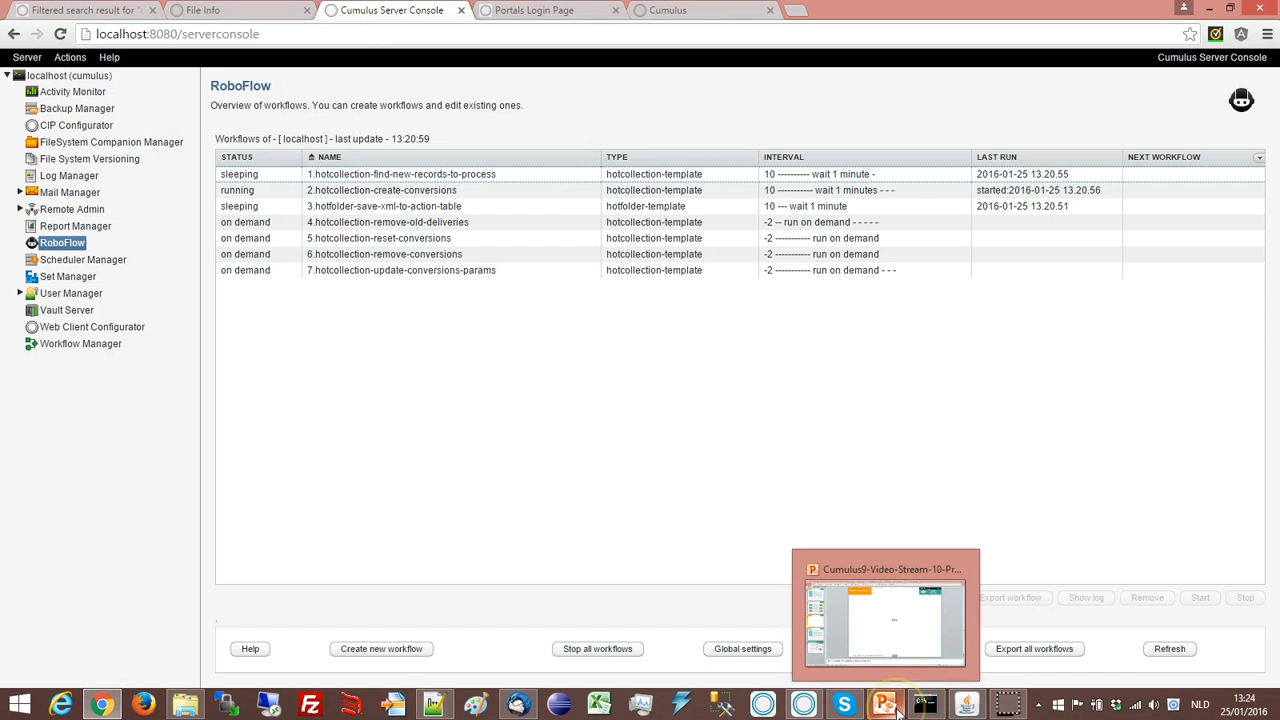 Filtered search result for "c
File Info
Cumulus Server Console
Portals Login Page
Cumulus
localhost:8080/serverconsole
Server Actions Help
Cumulus Server Console
localhost (cumulus)
Activity Monitor
Backup Manager
CIP Configurator
FileSystem Companion Manager
File System Versioning
Log Manager
Mail Manager
Remote Admin
Report Manager
RoboFlow
Scheduler Manager
Set Manager
User Manager
Vault Server
Web Client Configurator
Workflow Manager
RoboFlow
Overview of workflows. You can create workflows and edit existing ones.
Workflows of - [ localhost ] - last update - 13:20:59
STATUS NAME TYPE INTERVAL LAST RUN NEXT WORKFLOW
sleeping 1.hotcollection-find-new-records-to-process hotcollection-template 10 ---------- wait 1 minute - 2016-01-25 13.20.55
running 2.hotcollection-create-conversions hotcollection-template 10 ----------- wait 1 minutes - - - started:2016-01-25 13.20.56
sleeping 3.hotfolder-save-xml-to-action-table hotfolder-template 10 --- wait 1 minute 2016-01-25 13.20.51
on demand 4.hotcollection-remove-old-deliveries hotcollection-template -2 -- run on demand - - - - -
on demand 5.hotcollection-reset-conversions hotcollection-template -2 ----------- run on demand
on demand 6.hotcollection-remove-conversions hotcollection-template -2 ----------- run on demand
on demand 7.hotcollection-update-conversions-params hotcollection-template -2 ----------- run on demand - - -
Cumulus9-Video-Stream-10-Pr...
Export workflow Show log Remove Start Stop
Help Create new workflow Stop all workflows Global settings Export all workflows Refresh
NLD
13:24
25/01/2016